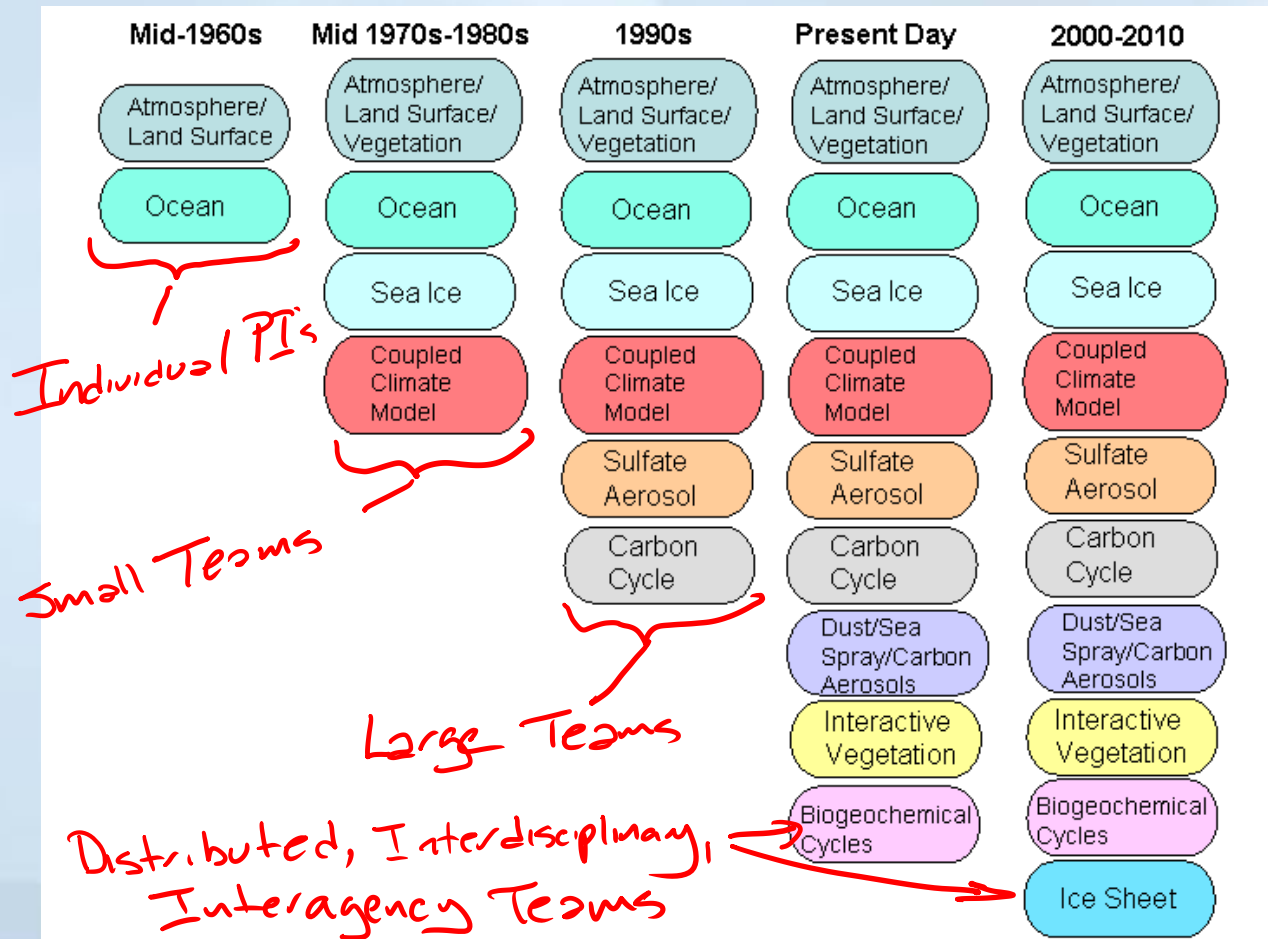 Mid-1960s
Atmosphere/
Land Surface
Ocean
Individual PI's
Mid 1970s-1980s
Atmosphere/
Land Surface/
Vegetation
Ocean
Sea Ice
Coupled
Climate
Model
Small Teams
1990s
Atmosphere/
Land Surface/
Vegetation
Ocean
Sea Ice
Coupled
Climate
Model
Sulfate
Aerosol
Carbon
Cycle
Large Teams
Present Day
Atmosphere/
Land Surface/
Vegetation
Ocean
Sea Ice
Coupled
Climate
Model
Sulfate
Aerosol
Carbon
Cycle
Dust/Sea
Spray/Carbon
Aerosols
Interactive
Vegetation
Biogeochemical
Cycles
2000-2010
Atmosphere/
Land Surface/
Vegetation
Ocean
Sea Ice
Coupled
Climate
Model
Sulfate
Aerosol
Carbon
Cycle
Dust/Sea
Spray/Carbon
Aerosols
Interactive
Vegetation
Biogeochemical
Cycles
Ice Sheet
Distributed, Interdisciplinary,
Interagency Teams